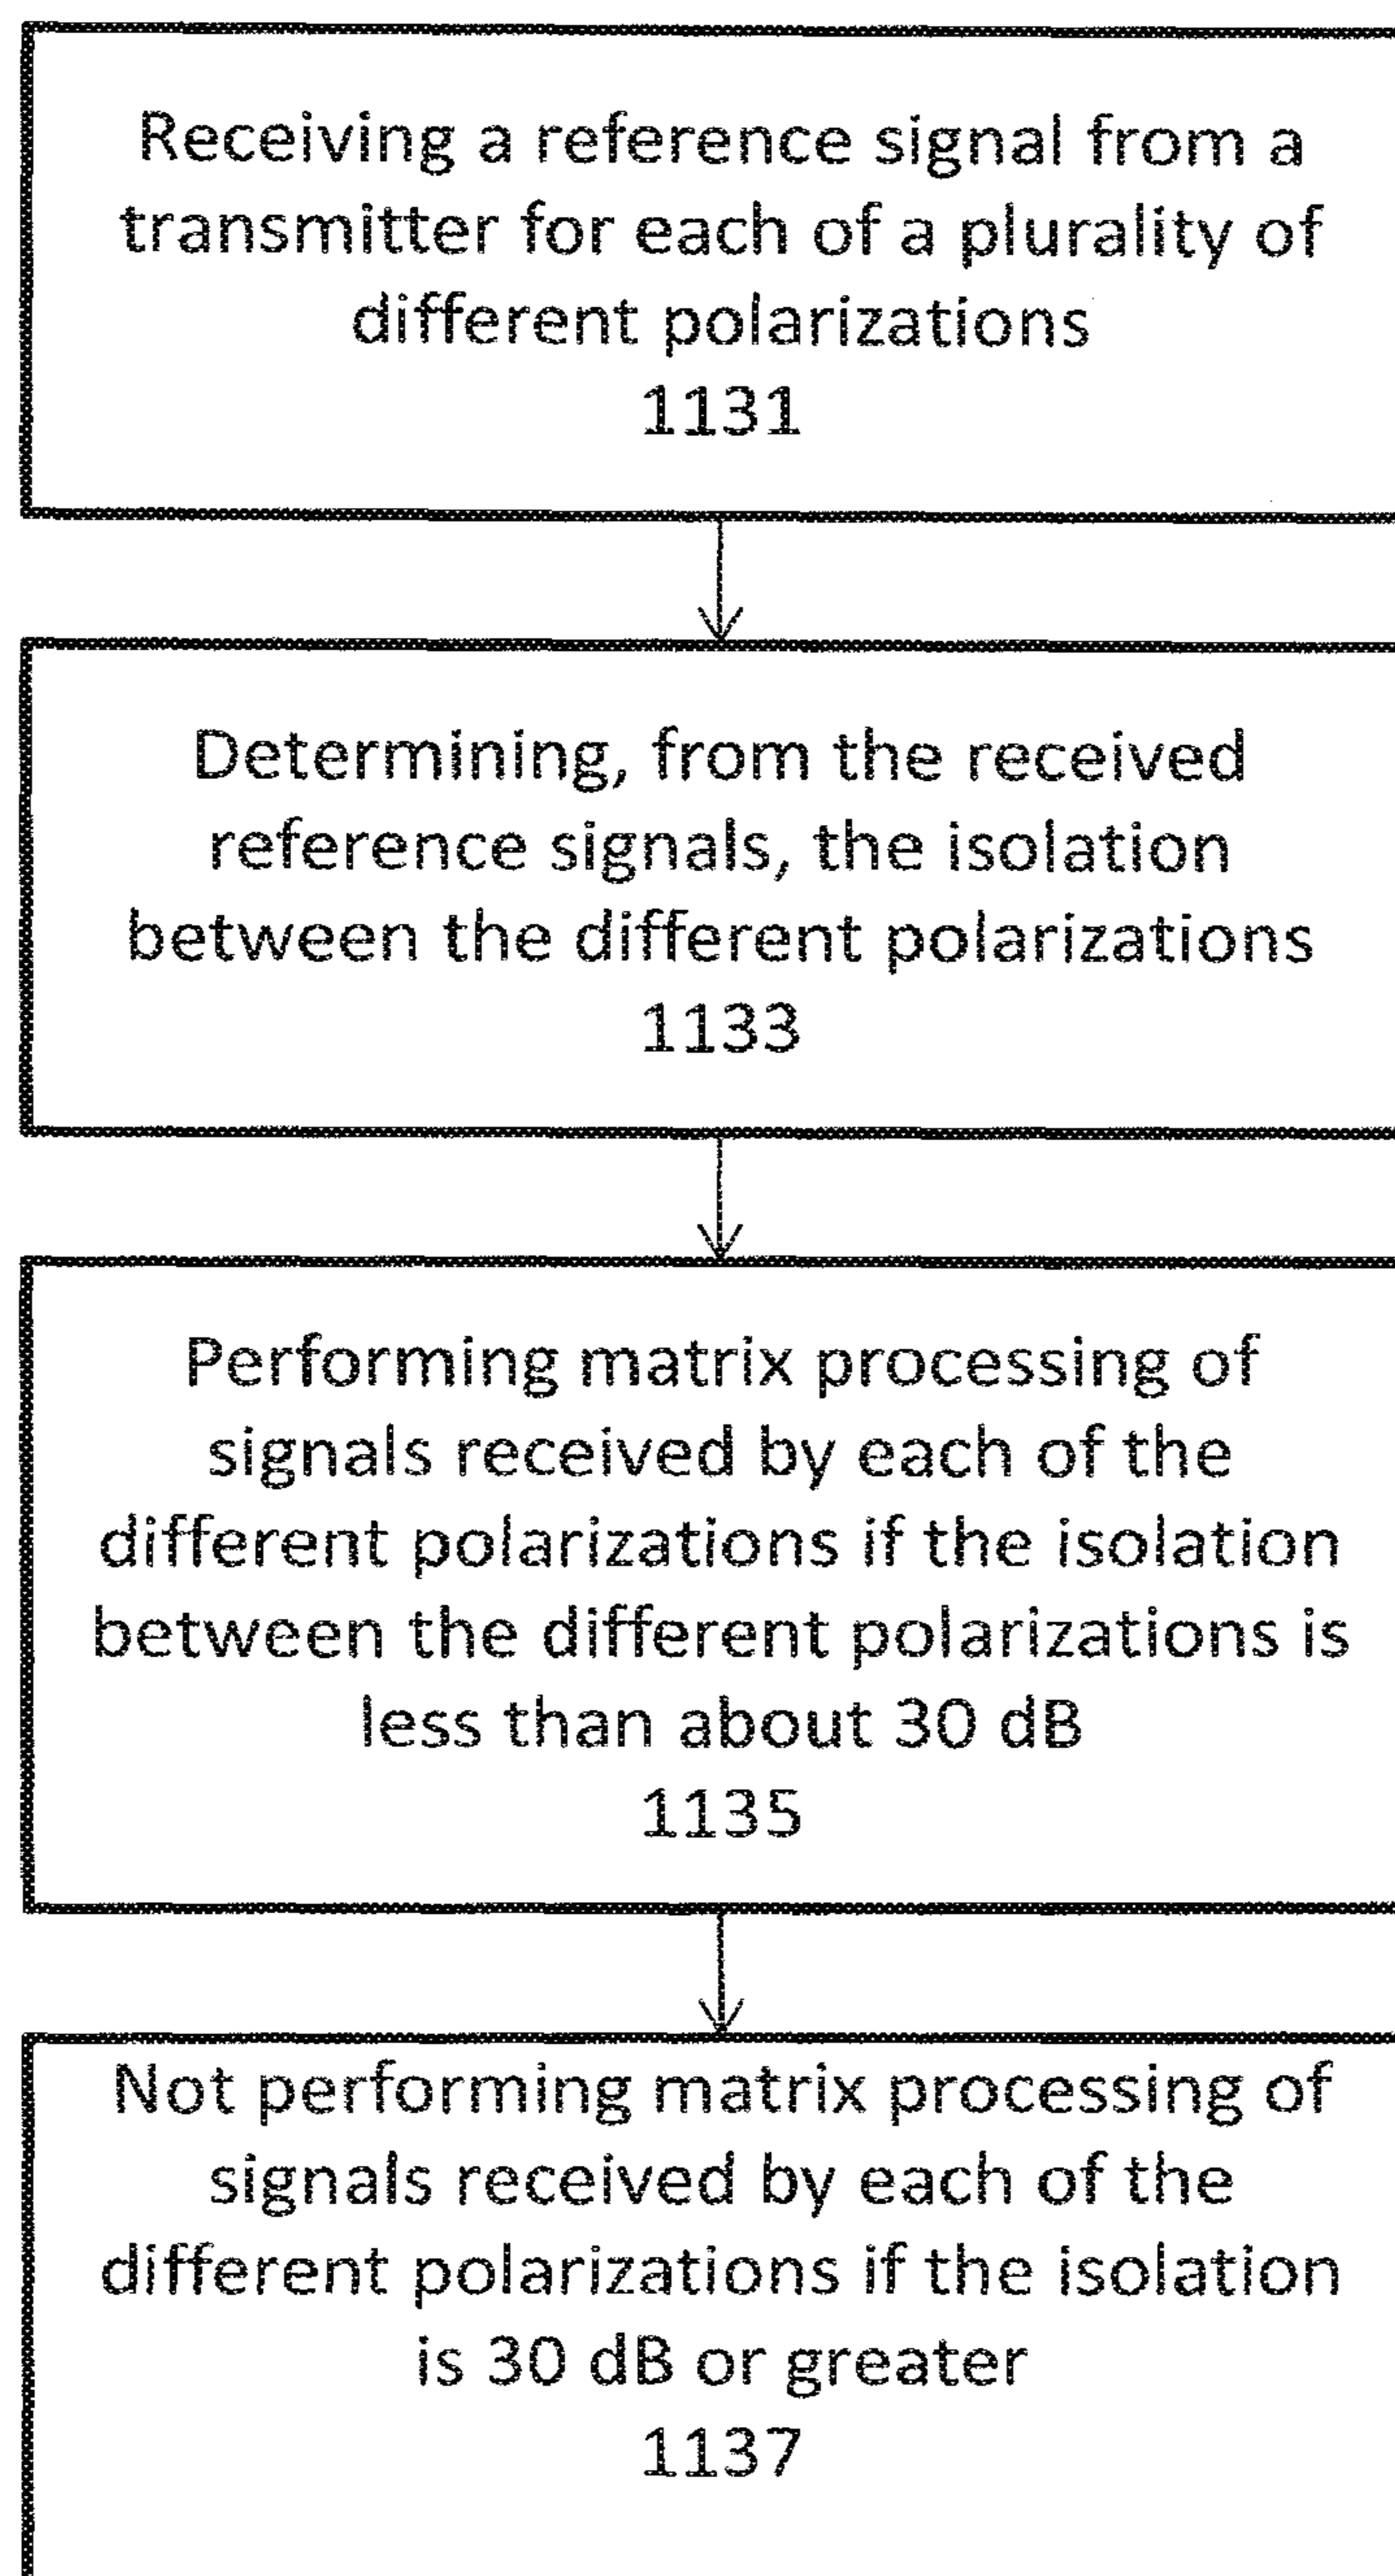 Receiving a reference signal from a
transmitter for each of a plurality of
different polarizations
1131
Determining, from the received
reference signals, the isolation
between the different polarizations
1133
Performing matrix processing of
signals received by each of the
different polarizations if the isolation
between the different polarizations is
less than about 30 dB
1135
Not performing matrix processing of
signals received by each of the
different polarizations if the isolation
is 30 dB or greater
1137